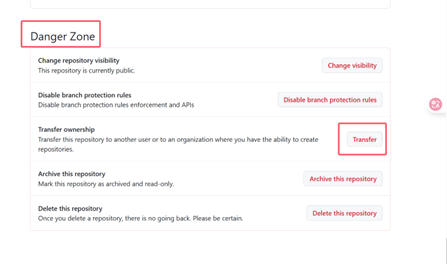 Danger Zone
Change repository visibility
This repository is currently public.
Change visibility
Disable branch protection rules
Disable branch protection rules enforcement and APIs
Disable branch protection rules
Transfer ownership
Transfer this repository to another user or to an organization where you have the ability to create
repositories.
Transfer
Archive this repository
Mark this repository as archived and read-only.
Archive this repository
Delete this repository
Once you delete a repository, there is no going back. Please be certain.
Delete this repository